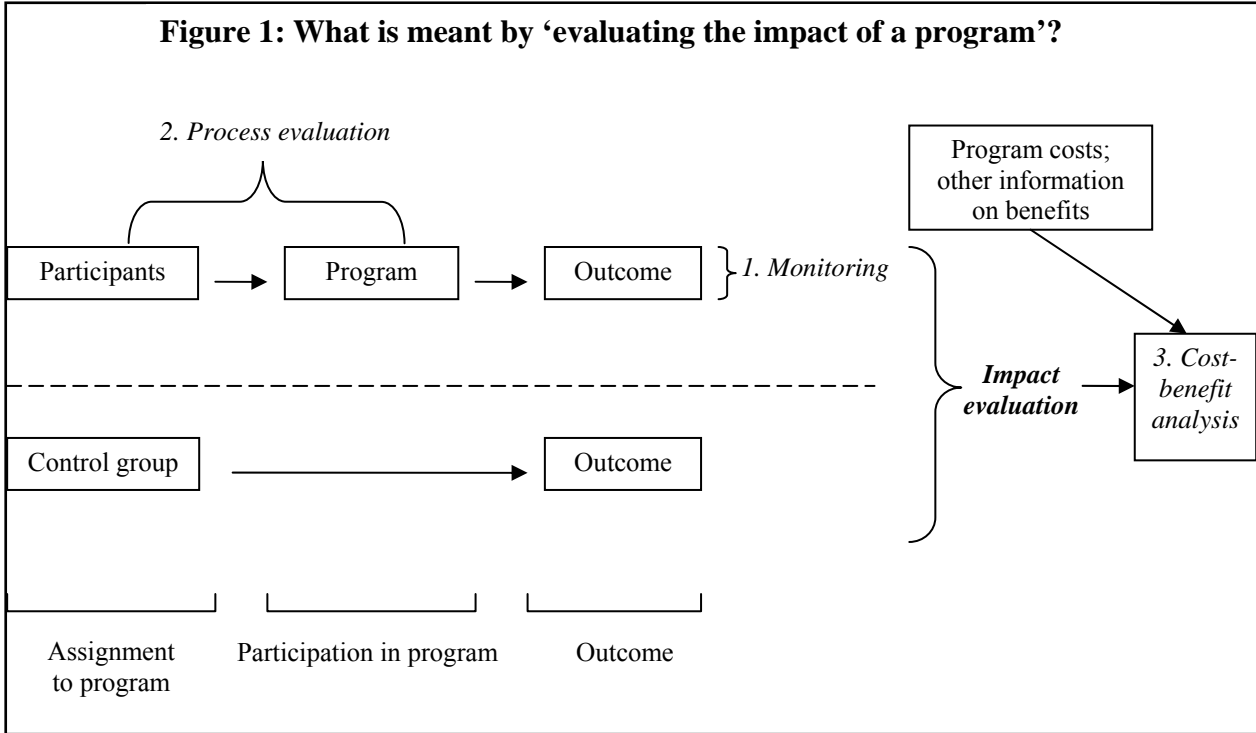 Figure 1: What is meant by ‘evaluating the impact of a program’?
2. Process evaluation
Program costs;
other information
on benefits
Participants
Program
Outcome
1. Monitoring
Impact
evaluation
3. Cost-
benefit
analysis
Control group
Outcome
Assignment
to program
Participation in program
Outcome